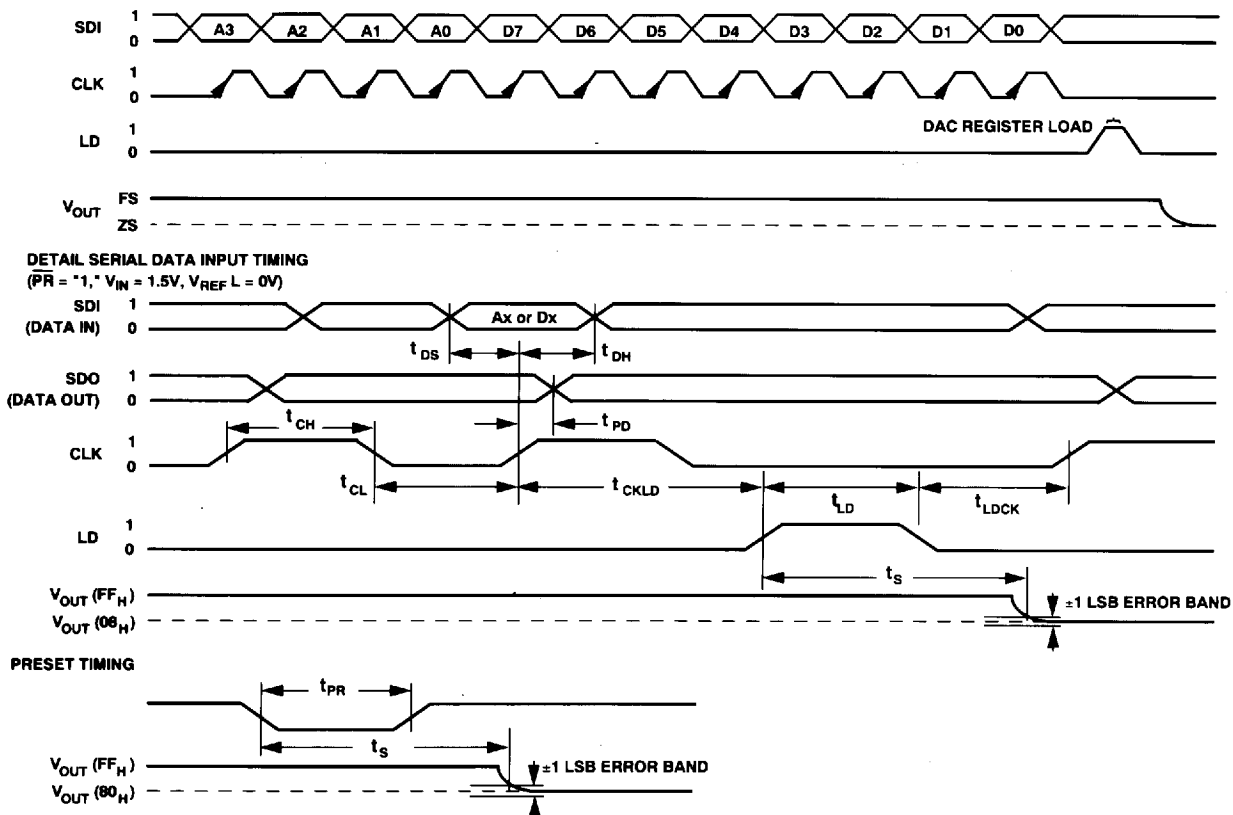 SDI 1 0 A3 A2 A1 A0 D7 D6 D5 D4 D3 D2 D1 D0
CLK 1 0
LD 1 0 DAC REGISTER LOAD
VOUT FS ZS
DETAIL SERIAL DATA INPUT TIMING
(PR = "1," VIN = 1.5V, VREF L = 0V)
SDI (DATA IN) 1 0 Ax or Dx
tDS tDH
SDO (DATA OUT) 1 0
tCH tPD
CLK 1 0
tCL tCKLD tLD tLDCK
LD 1 0
tS
VOUT (FFH) ±1 LSB ERROR BAND
VOUT (08H)
PRESET TIMING
tPR
tS
VOUT (FFH) ±1 LSB ERROR BAND
VOUT (80H)